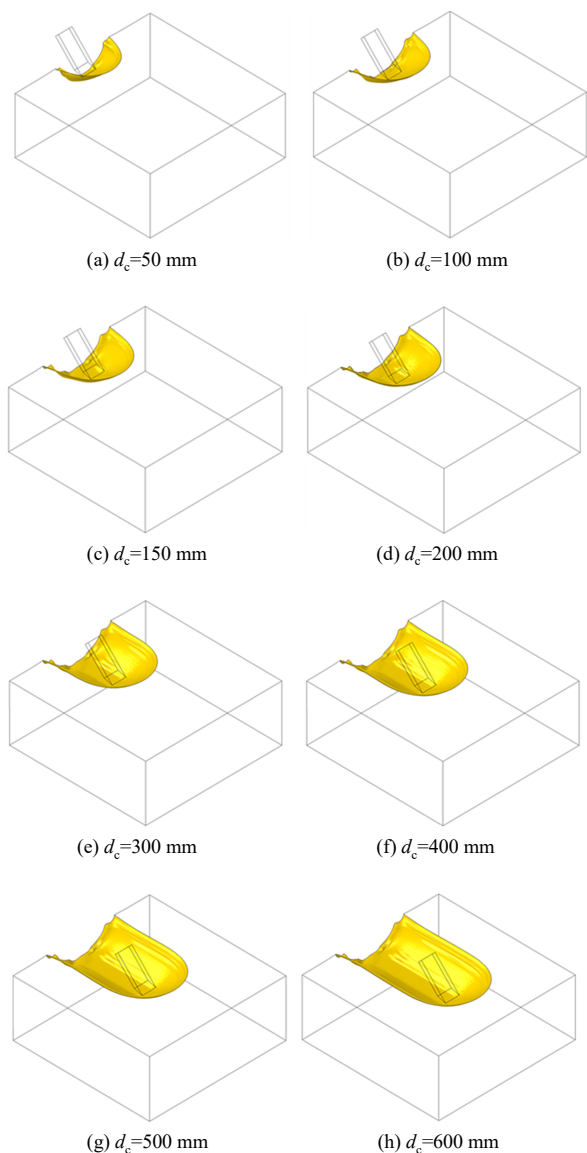 (a) dc=50 mm
(b) dc=100 mm
(c) dc=150 mm
(d) dc=200 mm
(e) dc=300 mm
(f) dc=400 mm
(g) dc=500 mm
(h) dc=600 mm